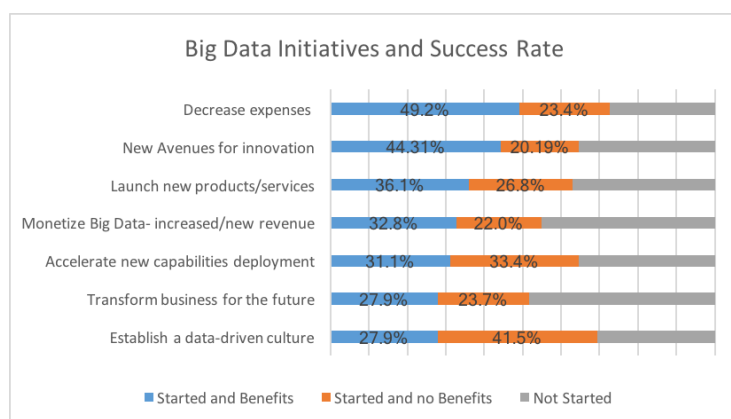 Big Data Initiatives and Success Rate
Decrease expenses 49.2% 23.4%
New Avenues for innovation 44.31% 20.19%
Launch new products/services 36.1% 26.8%
Monetize Big Data- increased/new revenue 32.8% 22.0%
Accelerate new capabilities deployment 31.1% 33.4%
Transform business for the future 27.9% 23.7%
Establish a data-driven culture 27.9% 41.5%
Started and Benefits Started and no Benefits Not Started